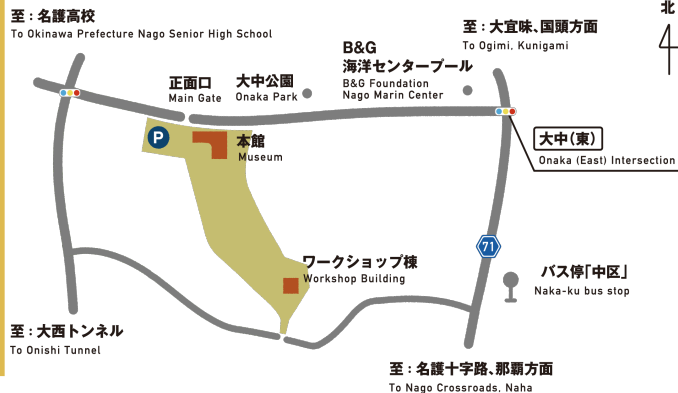 至：名護高校
To Okinawa Prefecture Nago Senior High School
北
至：大宜味、国頭方面
To Ogimi, Kunigami
B&G
海洋センタープール
B&G Foundation
Nago Marin Center
正面口
Main Gate
大中公園
Onaka Park
P
本館
Museum
大中（東）
Onaka (East) Intersection
71
ワークショップ棟
Workshop Building
バス停「中区」
Naka-ku bus stop
至：大西トンネル
To Onishi Tunnel
至：名護十字路、那覇方面
To Nago Crossroads, Naha